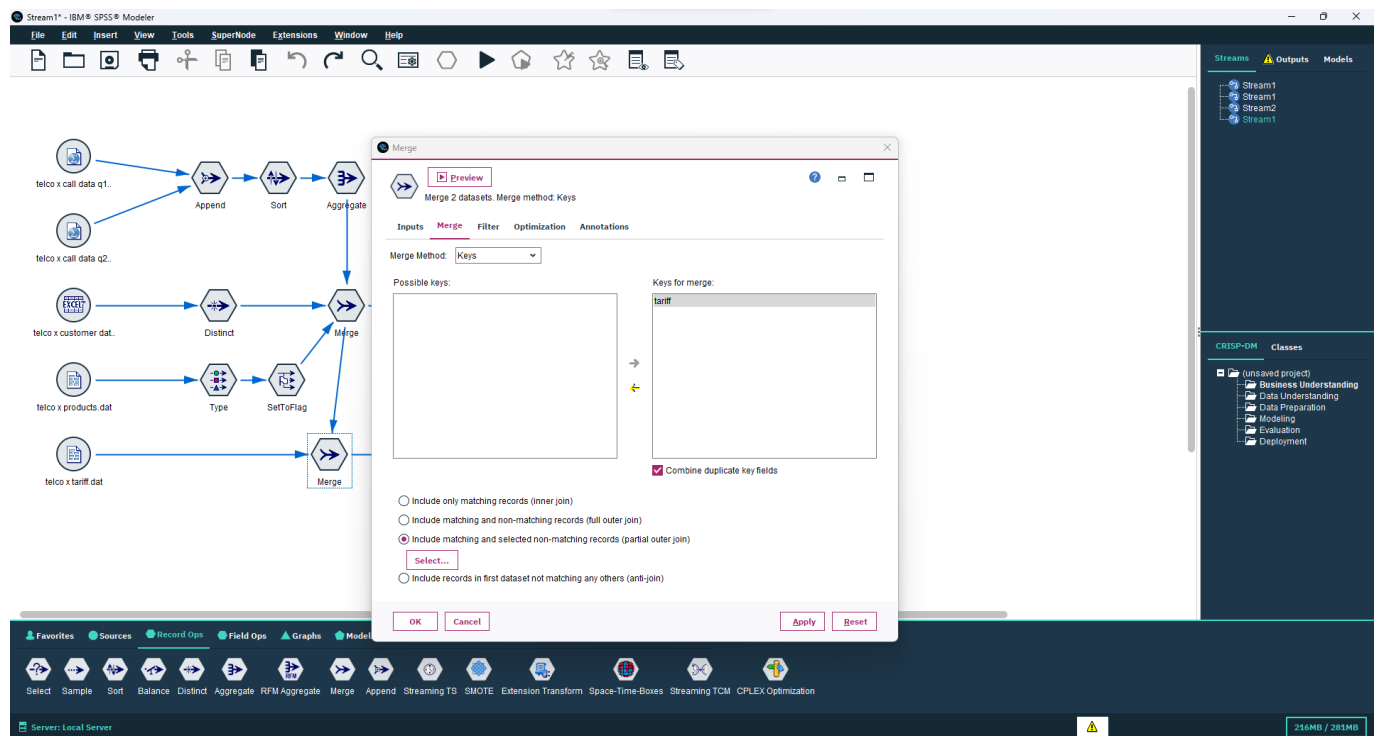 Stream1* - IBM® SPSS® Modeler
File Edit Insert View Tools SuperNode Extensions Window Help
Streams Outputs Models
Stream1
Stream1
Stream2
Stream1
telco x call data q1..
telco x call data q2..
Append
Sort
Aggregate
telco x customer dat..
Distinct
Merge
telco x products.dat
Type
SetToFlag
telco x tariff.dat
Merge
Merge
Preview
Merge 2 datasets. Merge method: Keys
Inputs Merge Filter Optimization Annotations
Merge Method: Keys
Possible keys:
Keys for merge:
tariff
Combine duplicate key fields
Include only matching records (inner join)
Include matching and non-matching records (full outer join)
Include matching and selected non-matching records (partial outer join)
Select...
Include records in first dataset not matching any others (anti-join)
OK Cancel Apply Reset
CRISP-DM Classes
(unsaved project)
Business Understanding
Data Understanding
Data Preparation
Modeling
Evaluation
Deployment
Favorites Sources Record Ops Field Ops Graphs Model
Select Sample Sort Balance Distinct Aggregate RFM Aggregate Merge Append Streaming TS SMOTE Extension Transform Space-Time-Boxes Streaming TCM CPLEX Optimization
Server: Local Server
216MB / 281MB